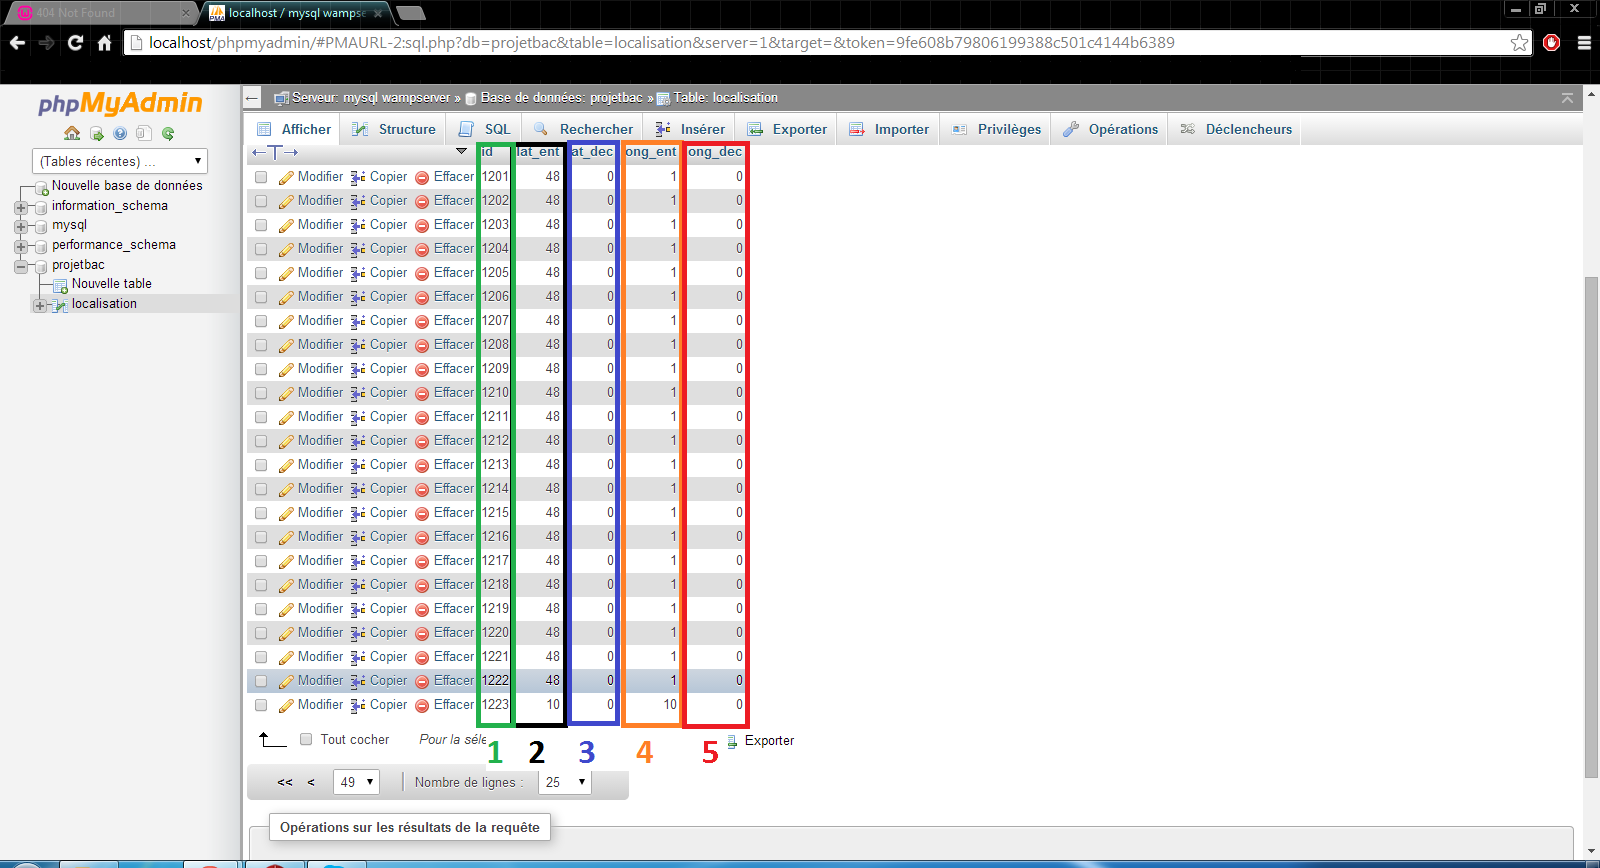 404 Not Found
localhost / mysql wampse
localhost/phpmyadmin/#PMAURL-2:sql.php?db=projetbac&table=localisation&server=1&target=&token=9fe608b79806199388c501c4144b6389
phpMyAdmin
(Tables récentes) ...
Nouvelle base de données
information_schema
mysql
performance_schema
projetbac
Nouvelle table
localisation
Serveur: mysql wampserver » Base de données: projetbac » Table: localisation
Afficher Structure SQL Rechercher Insérer Exporter Importer Privilèges Opérations Déclencheurs
id lat_ent at_dec ong_ent ong_dec
Modifier Copier Effacer 1201 48 0 1 0
Modifier Copier Effacer 1202 48 0 1 0
Modifier Copier Effacer 1203 48 0 1 0
Modifier Copier Effacer 1204 48 0 1 0
Modifier Copier Effacer 1205 48 0 1 0
Modifier Copier Effacer 1206 48 0 1 0
Modifier Copier Effacer 1207 48 0 1 0
Modifier Copier Effacer 1208 48 0 1 0
Modifier Copier Effacer 1209 48 0 1 0
Modifier Copier Effacer 1210 48 0 1 0
Modifier Copier Effacer 1211 48 0 1 0
Modifier Copier Effacer 1212 48 0 1 0
Modifier Copier Effacer 1213 48 0 1 0
Modifier Copier Effacer 1214 48 0 1 0
Modifier Copier Effacer 1215 48 0 1 0
Modifier Copier Effacer 1216 48 0 1 0
Modifier Copier Effacer 1217 48 0 1 0
Modifier Copier Effacer 1218 48 0 1 0
Modifier Copier Effacer 1219 48 0 1 0
Modifier Copier Effacer 1220 48 0 1 0
Modifier Copier Effacer 1221 48 0 1 0
Modifier Copier Effacer 1222 48 0 1 0
Modifier Copier Effacer 1223 10 0 10 0
Tout cocher Pour la séle Exporter
1 2 3 4 5
<< < 49 Nombre de lignes : 25
Opérations sur les résultats de la requête